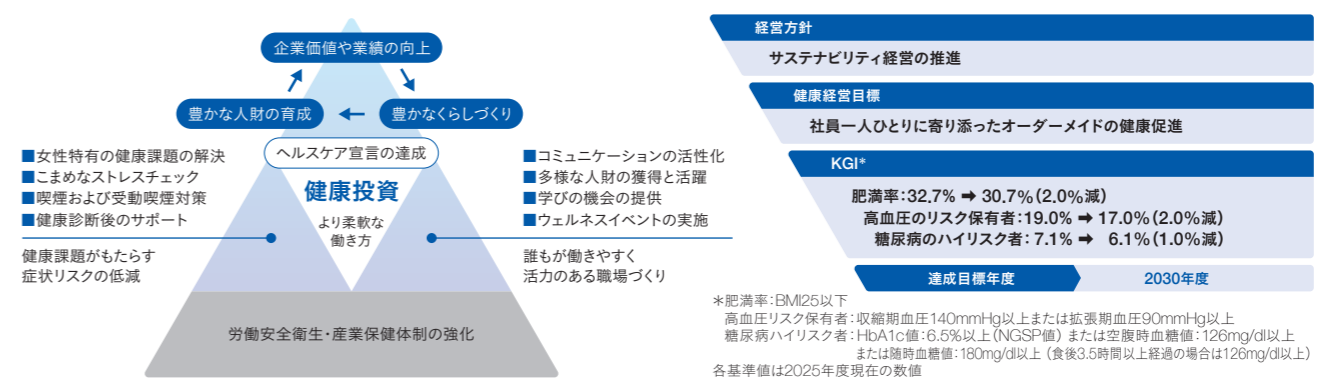 企業価値や業績の向上
豊かな人財の育成
豊かなくらしづくり
ヘルスケア宣言の達成
健康投資
より柔軟な
働き方
■女性特有の健康課題の解決
■こまめなストレスチェック
■喫煙および受動喫煙対策
■健康診断後のサポート
健康課題がもたらす
症状リスクの低減
■コミュニケーションの活性化
■多様な人財の獲得と活躍
■学びの機会の提供
■ウェルネスイベントの実施
誰もが働きやすく
活力のある職場づくり
労働安全衛生・産業保健体制の強化
経営方針
サステナビリティ経営の推進
健康経営目標
社員一人ひとりに寄り添ったオーダーメイドの健康促進
KGI*
肥満率:32.7% ➡ 30.7%(2.0%減)
高血圧のリスク保有者:19.0% ➡ 17.0%(2.0%減)
糖尿病のハイリスク者: 7.1% ➡ 6.1%(1.0%減)
達成目標年度 2030年度
*肥満率:BMI25以下
高血圧リスク保有者:収縮期血圧140mmHg以上または拡張期血圧90mmHg以上
糖尿病ハイリスク者:HbA1c値:6.5%以上(NGSP値) または空腹時血糖値:126mg/dl以上
または随時血糖値:180mg/dl以上 (食後3.5時間以上経過の場合は126mg/dl以上)
各基準値は2025年度現在の数値